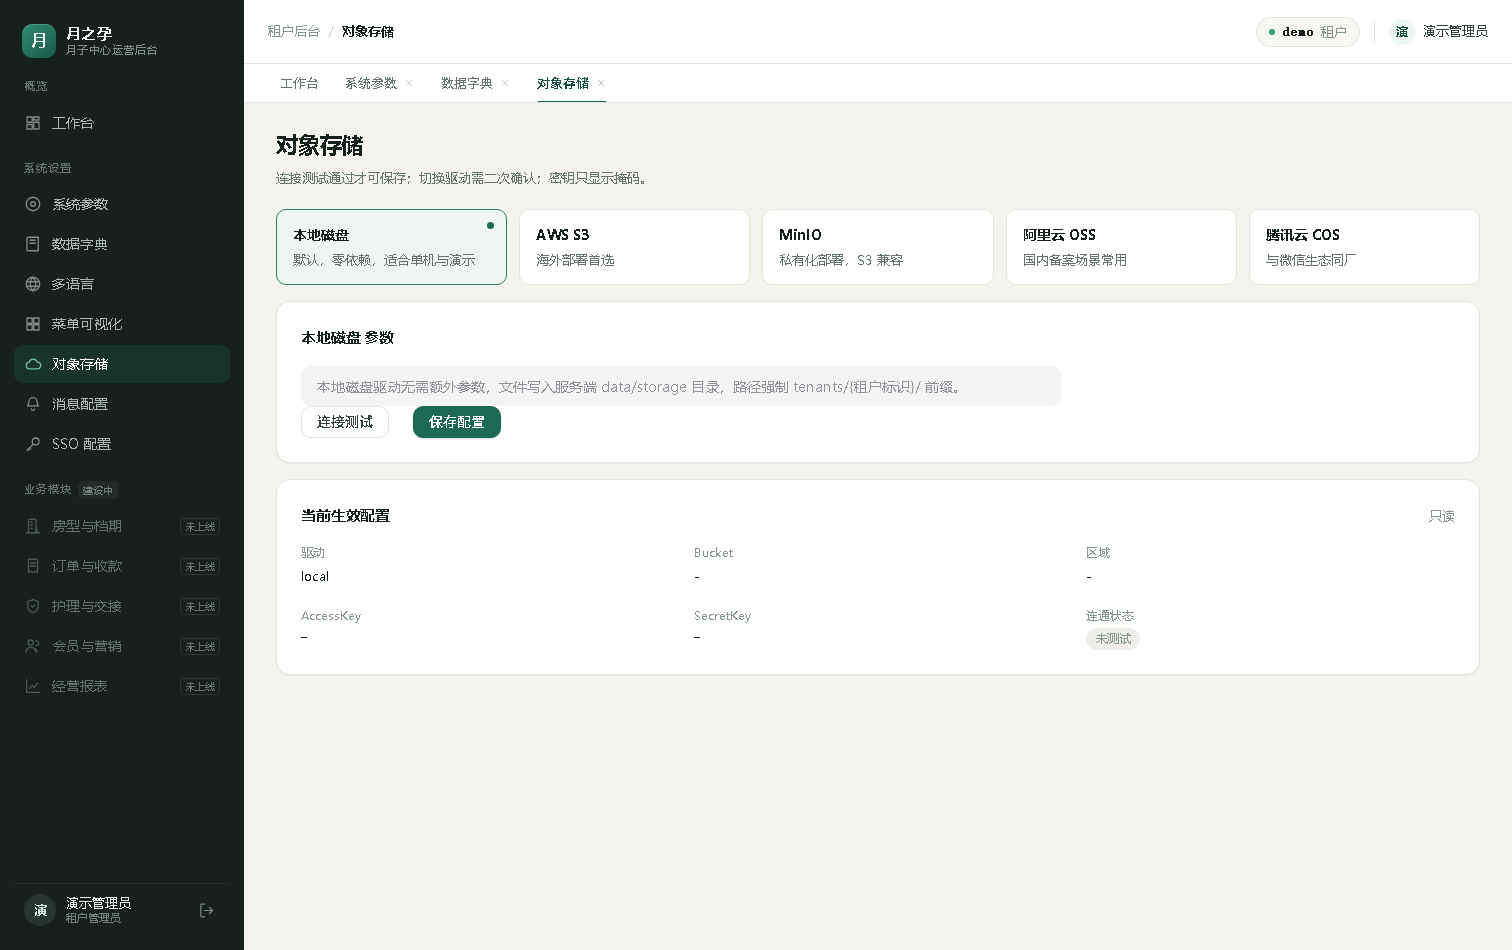 月
月之孕
月子中心运营后台
概览
工作台
系统设置
系统参数
数据字典
多语言
菜单可视化
对象存储
消息配置
SSO 配置
业务模块 建设中
房型与档期 未上线
订单与收款 未上线
护理与交接 未上线
会员与营销 未上线
经营报表 未上线
演
演示管理员
租户管理员
租户后台 / 对象存储
demo 租户
演 演示管理员
工作台 系统参数 × 数据字典 × 对象存储 ×
对象存储
连接测试通过才可保存；切换驱动需二次确认；密钥只显示掩码。
本地磁盘
默认，零依赖，适合单机与演示
AWS S3
海外部署首选
MinIO
私有化部署，S3 兼容
阿里云 OSS
国内备案场景常用
腾讯云 COS
与微信生态同厂
本地磁盘 参数
本地磁盘驱动无需额外参数，文件写入服务端 data/storage 目录，路径强制 tenants/{租户标识}/ 前缀。
连接测试 保存配置
当前生效配置 只读
驱动 Bucket 区域
local - -
AccessKey SecretKey 连通状态
– – 未测试